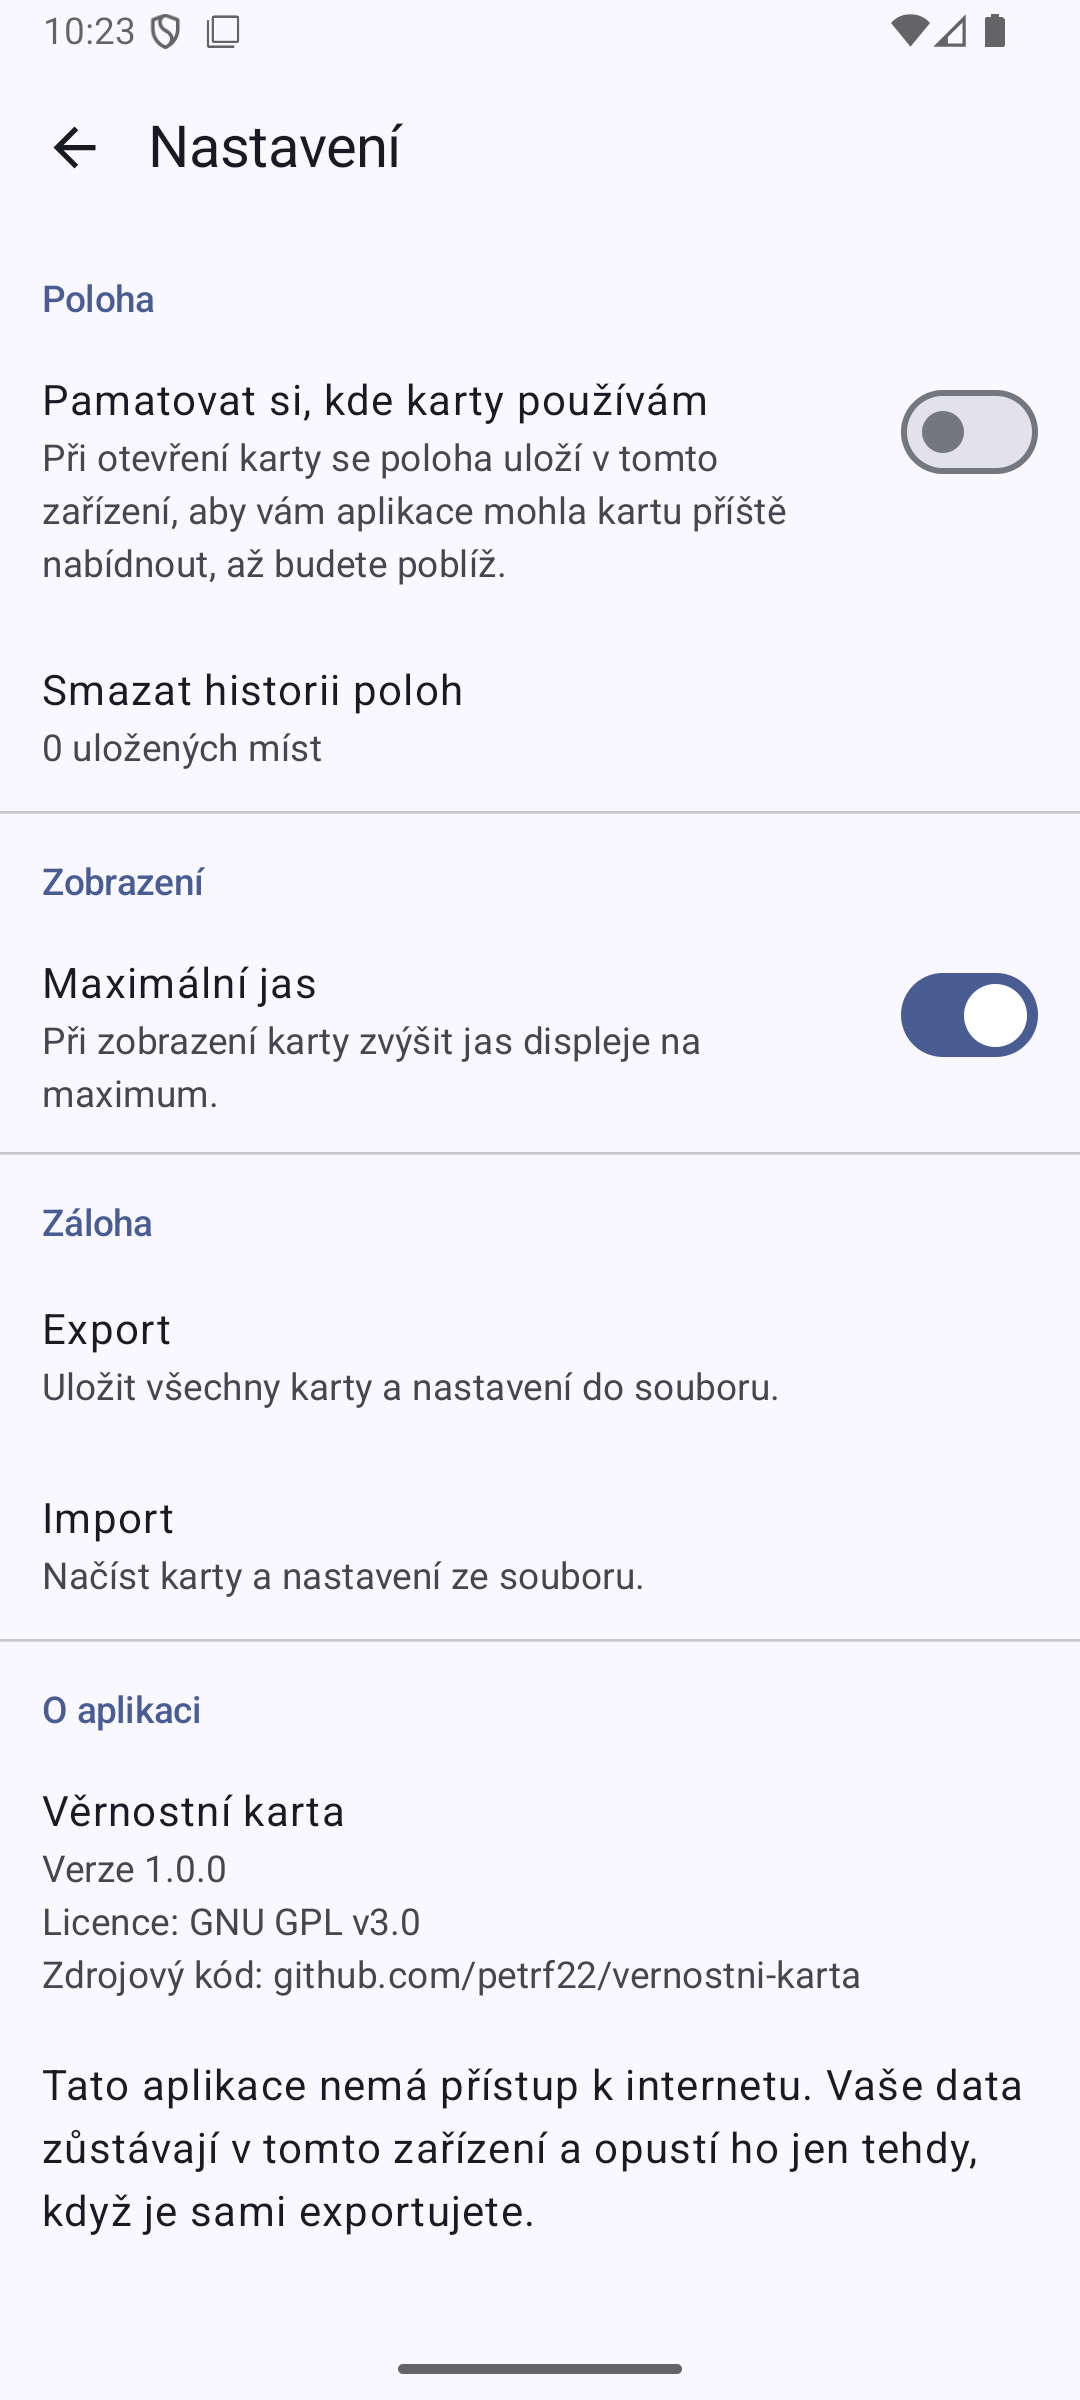 10:23
Nastavení
Poloha
Pamatovat si, kde karty používám
Při otevření karty se poloha uloží v tomto
zařízení, aby vám aplikace mohla kartu příště
nabídnout, až budete poblíž.
Smazat historii poloh
0 uložených míst
Zobrazení
Maximální jas
Při zobrazení karty zvýšit jas displeje na
maximum.
Záloha
Export
Uložit všechny karty a nastavení do souboru.
Import
Načíst karty a nastavení ze souboru.
O aplikaci
Věrnostní karta
Verze 1.0.0
Licence: GNU GPL v3.0
Zdrojový kód: github.com/petrf22/vernostni-karta
Tato aplikace nemá přístup k internetu. Vaše data
zůstávají v tomto zařízení a opustí ho jen tehdy,
když je sami exportujete.